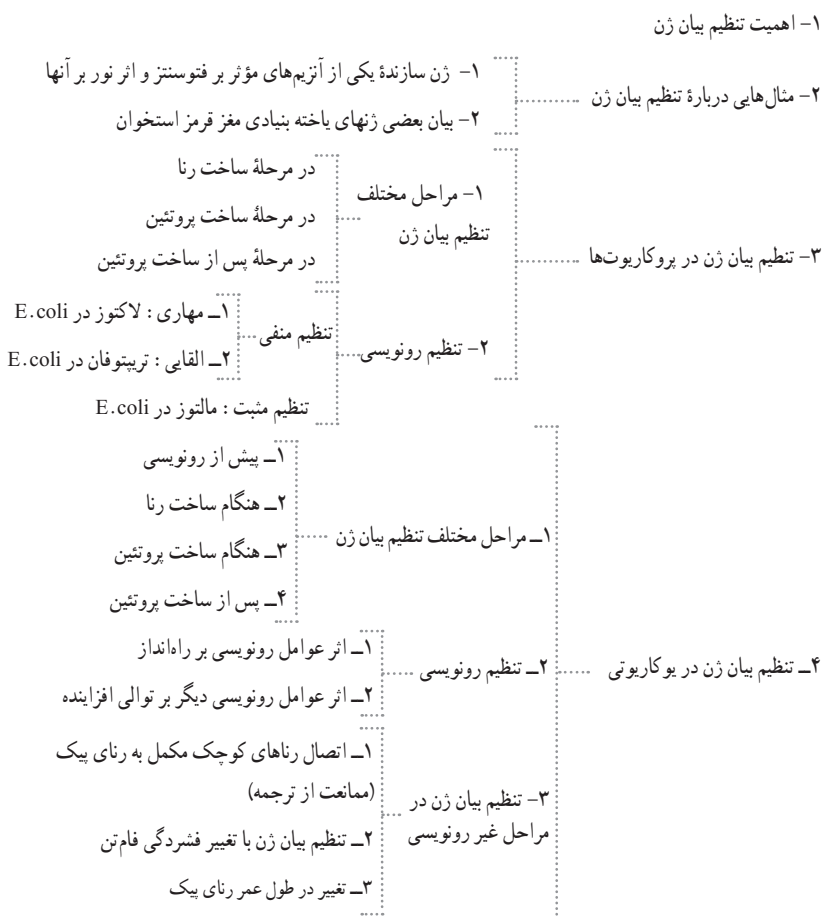 ۱- اهمیت تنظیم بیان ژن
۲- مثال‌هایی دربارهٔ تنظیم بیان ژن
۱- ژن سازندهٔ یکی از آنزیم‌های مؤثر بر فتوسنتز و اثر نور بر آنها
۲- بیان بعضی ژنهای یاخته بنیادی مغز قرمز استخوان
۳- تنطیم بیان ژن در پروکاریوت‌ها
۱- مراحل مختلف
تنظیم بیان ژن
در مرحلهٔ ساخت رنا
در مرحلهٔ ساخت پروتئین
در مرحلهٔ پس از ساخت پروتئین
۲- تنظیم رونویسی
تنظیم منفی
۱ــ مهاری : لاکتوز در E.coli
۲ــ القایی : تریپتوفان در E.coli
تنظیم مثبت : مالتوز در E.coli
۴ــ تنظیم بیان ژن در یوکاریوتی
۱ــ مراحل مختلف تنظیم بیان ژن
۱ــ پیش از رونویسی
۲ــ هنگام ساخت رنا
۳ــ هنگام ساخت پروتئین
۴ــ پس از ساخت پروتئین
۲ــ تنظیم رونویسی
۱ــ اثر عوامل رونویسی بر راه‌انداز
۲ــ اثر عوامل رونویسی دیگر بر توالی افزاینده
۳- تنظیم بیان ژن در
مراحل غیر رونویسی
۱ــ اتصال رناهای کوچک مکمل به رنای پیک
(ممانعت از ترجمه)
۲ــ تنظیم بیان ژن با تغییر فشردگی فام‌تن
۳ــ تغییر در طول عمر رنای پیک